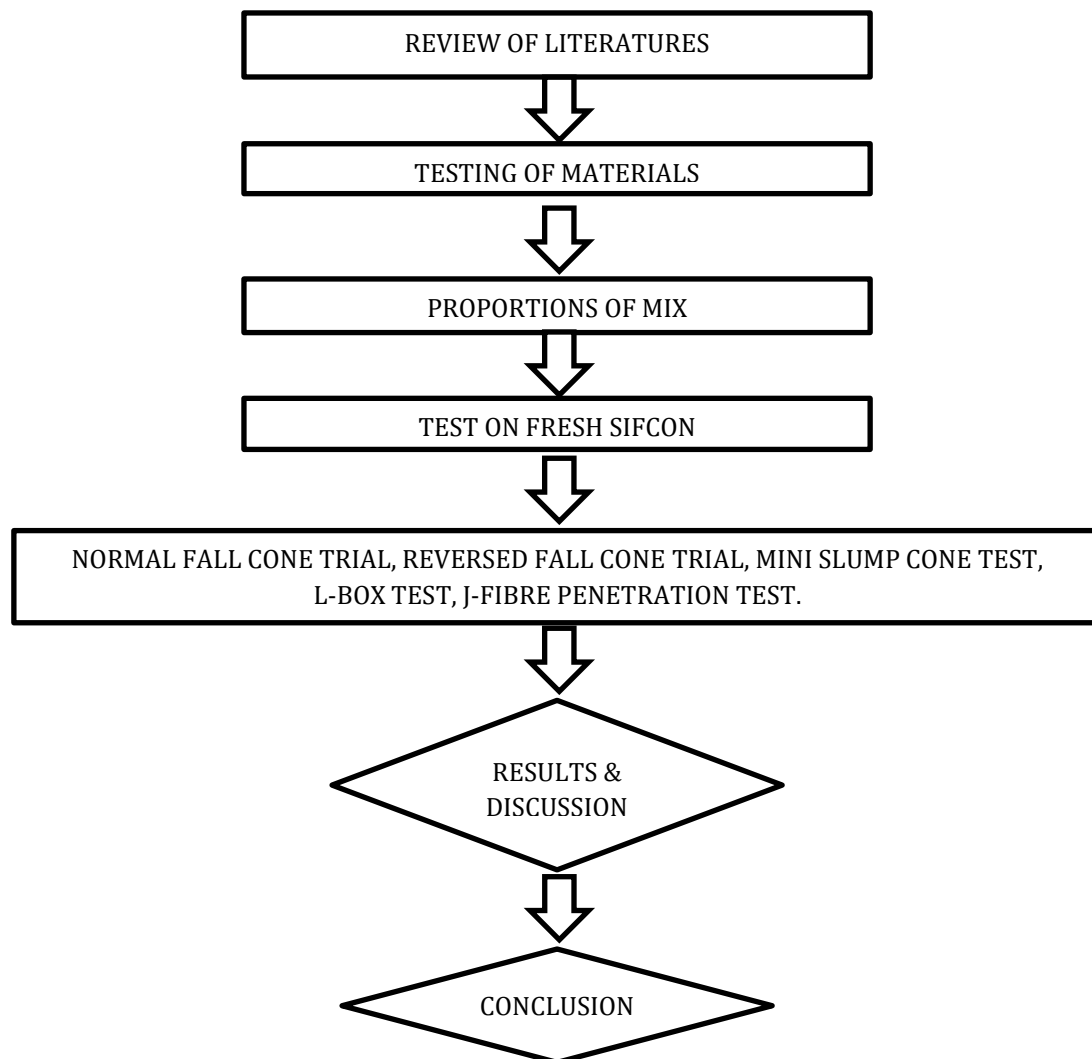 REVIEW OF LITERATURES
TESTING OF MATERIALS
PROPORTIONS OF MIX
TEST ON FRESH SIFCON
NORMAL FALL CONE TRIAL, REVERSED FALL CONE TRIAL, MINI SLUMP CONE TEST,
L-BOX TEST, J-FIBRE PENETRATION TEST.
RESULTS &
DISCUSSION
CONCLUSION